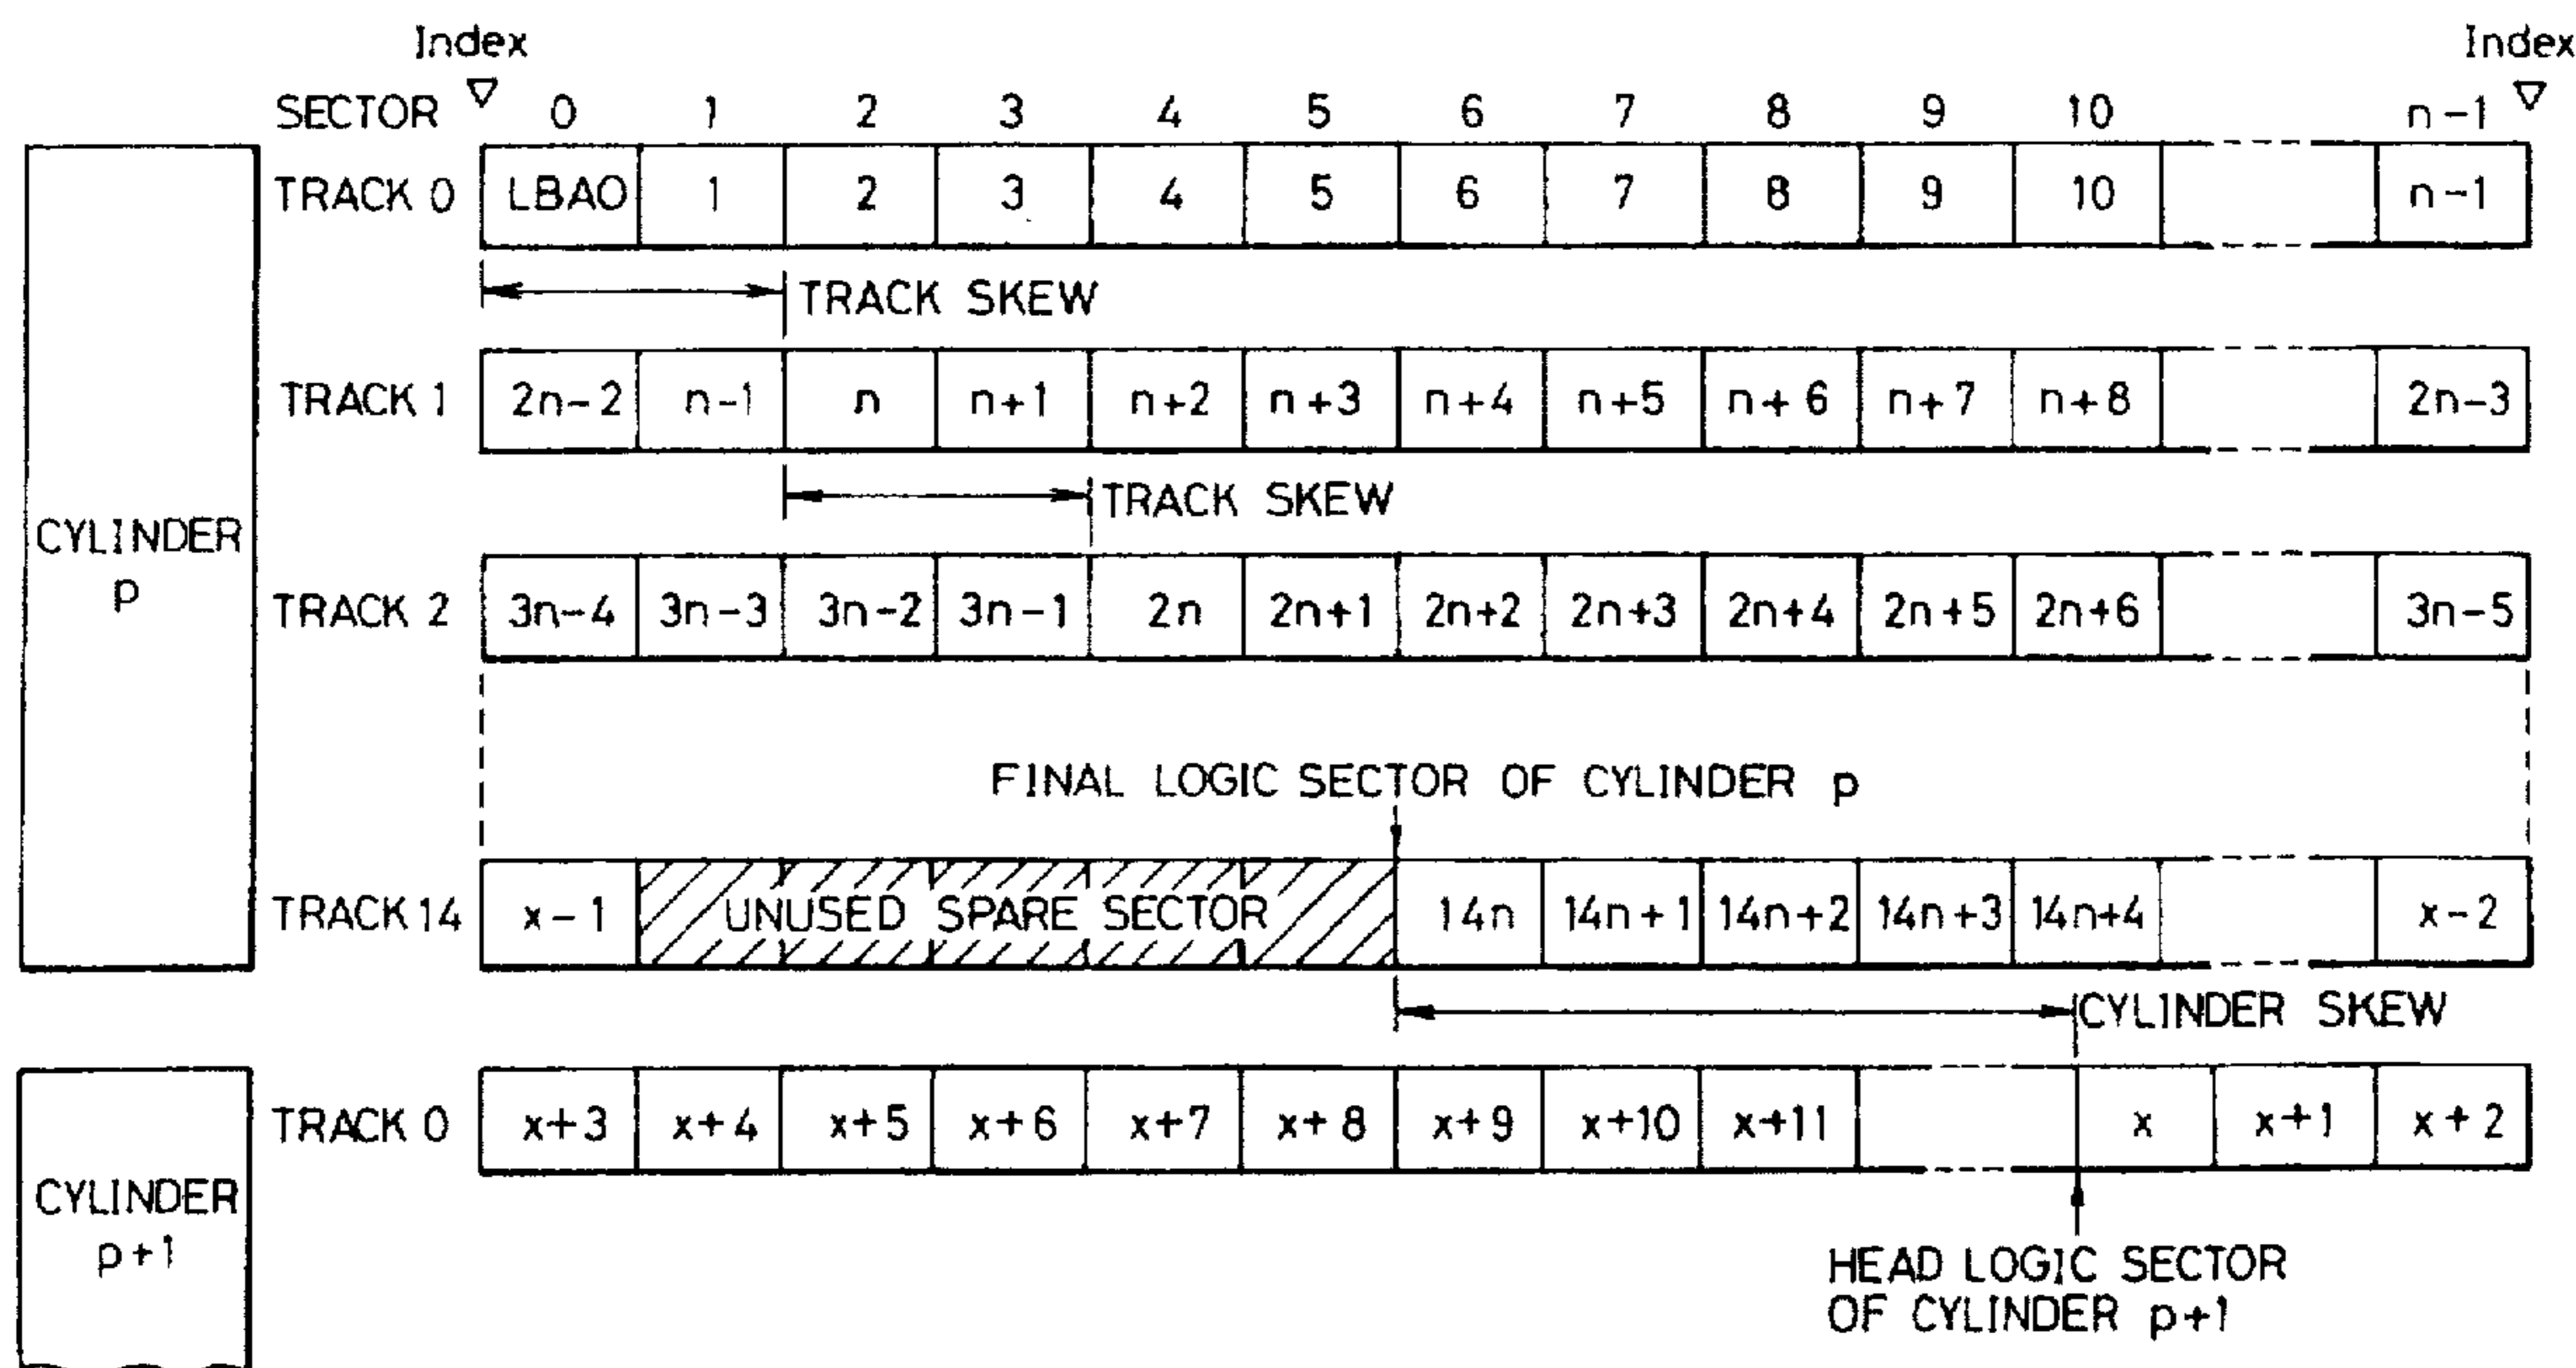 Index Index
SECTOR 0 1 2 3 4 5 6 7 8 9 10 n-1
TRACK 0 LBA0 1 2 3 4 5 6 7 8 9 10 n-1
TRACK SKEW
TRACK 1 2n-2 n-1 n n+1 n+2 n+3 n+4 n+5 n+6 n+7 n+8 2n-3
TRACK SKEW
CYLINDER
p
TRACK 2 3n-4 3n-3 3n-2 3n-1 2n 2n+1 2n+2 2n+3 2n+4 2n+5 2n+6 3n-5
FINAL LOGIC SECTOR OF CYLINDER p
TRACK 14 x-1 UNUSED SPARE SECTOR 14n 14n+1 14n+2 14n+3 14n+4 x-2
CYLINDER SKEW
TRACK 0 x+3 x+4 x+5 x+6 x+7 x+8 x+9 x+10 x+11 x x+1 x+2
CYLINDER
p+1
HEAD LOGIC SECTOR
OF CYLINDER p+1